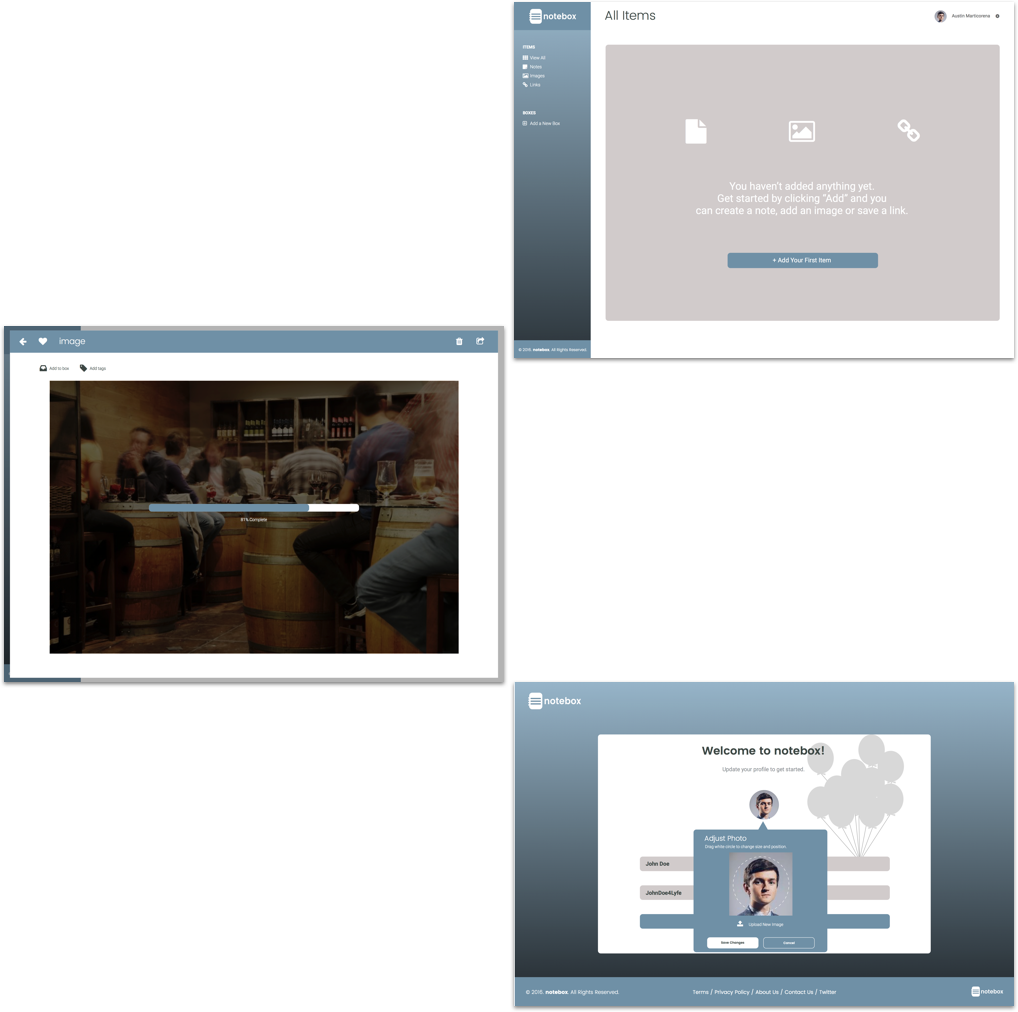 notebox
All Items
Austin Marticorena
ITEMS
View All
Notes
Images
Links
BOXES
Add a New Box
You haven't added anything yet.
Get started by clicking "Add" and you
can create a note, add an image or save a link.
+ Add Your First Item
© 2016. notebox. All Rights Reserved.
image
Add to box
Add tags
81% Complete
notebox
Welcome to notebox!
Update your profile to get started.
Adjust Photo
Drag white circle to change size and position
John Doe
JohnDoe4Lyfe
Upload New Image
Save Changes
Cancel
© 2016. notebox. All Rights Reserved.
Terms / Privacy Policy / About Us / Contact Us / Twitter
notebox